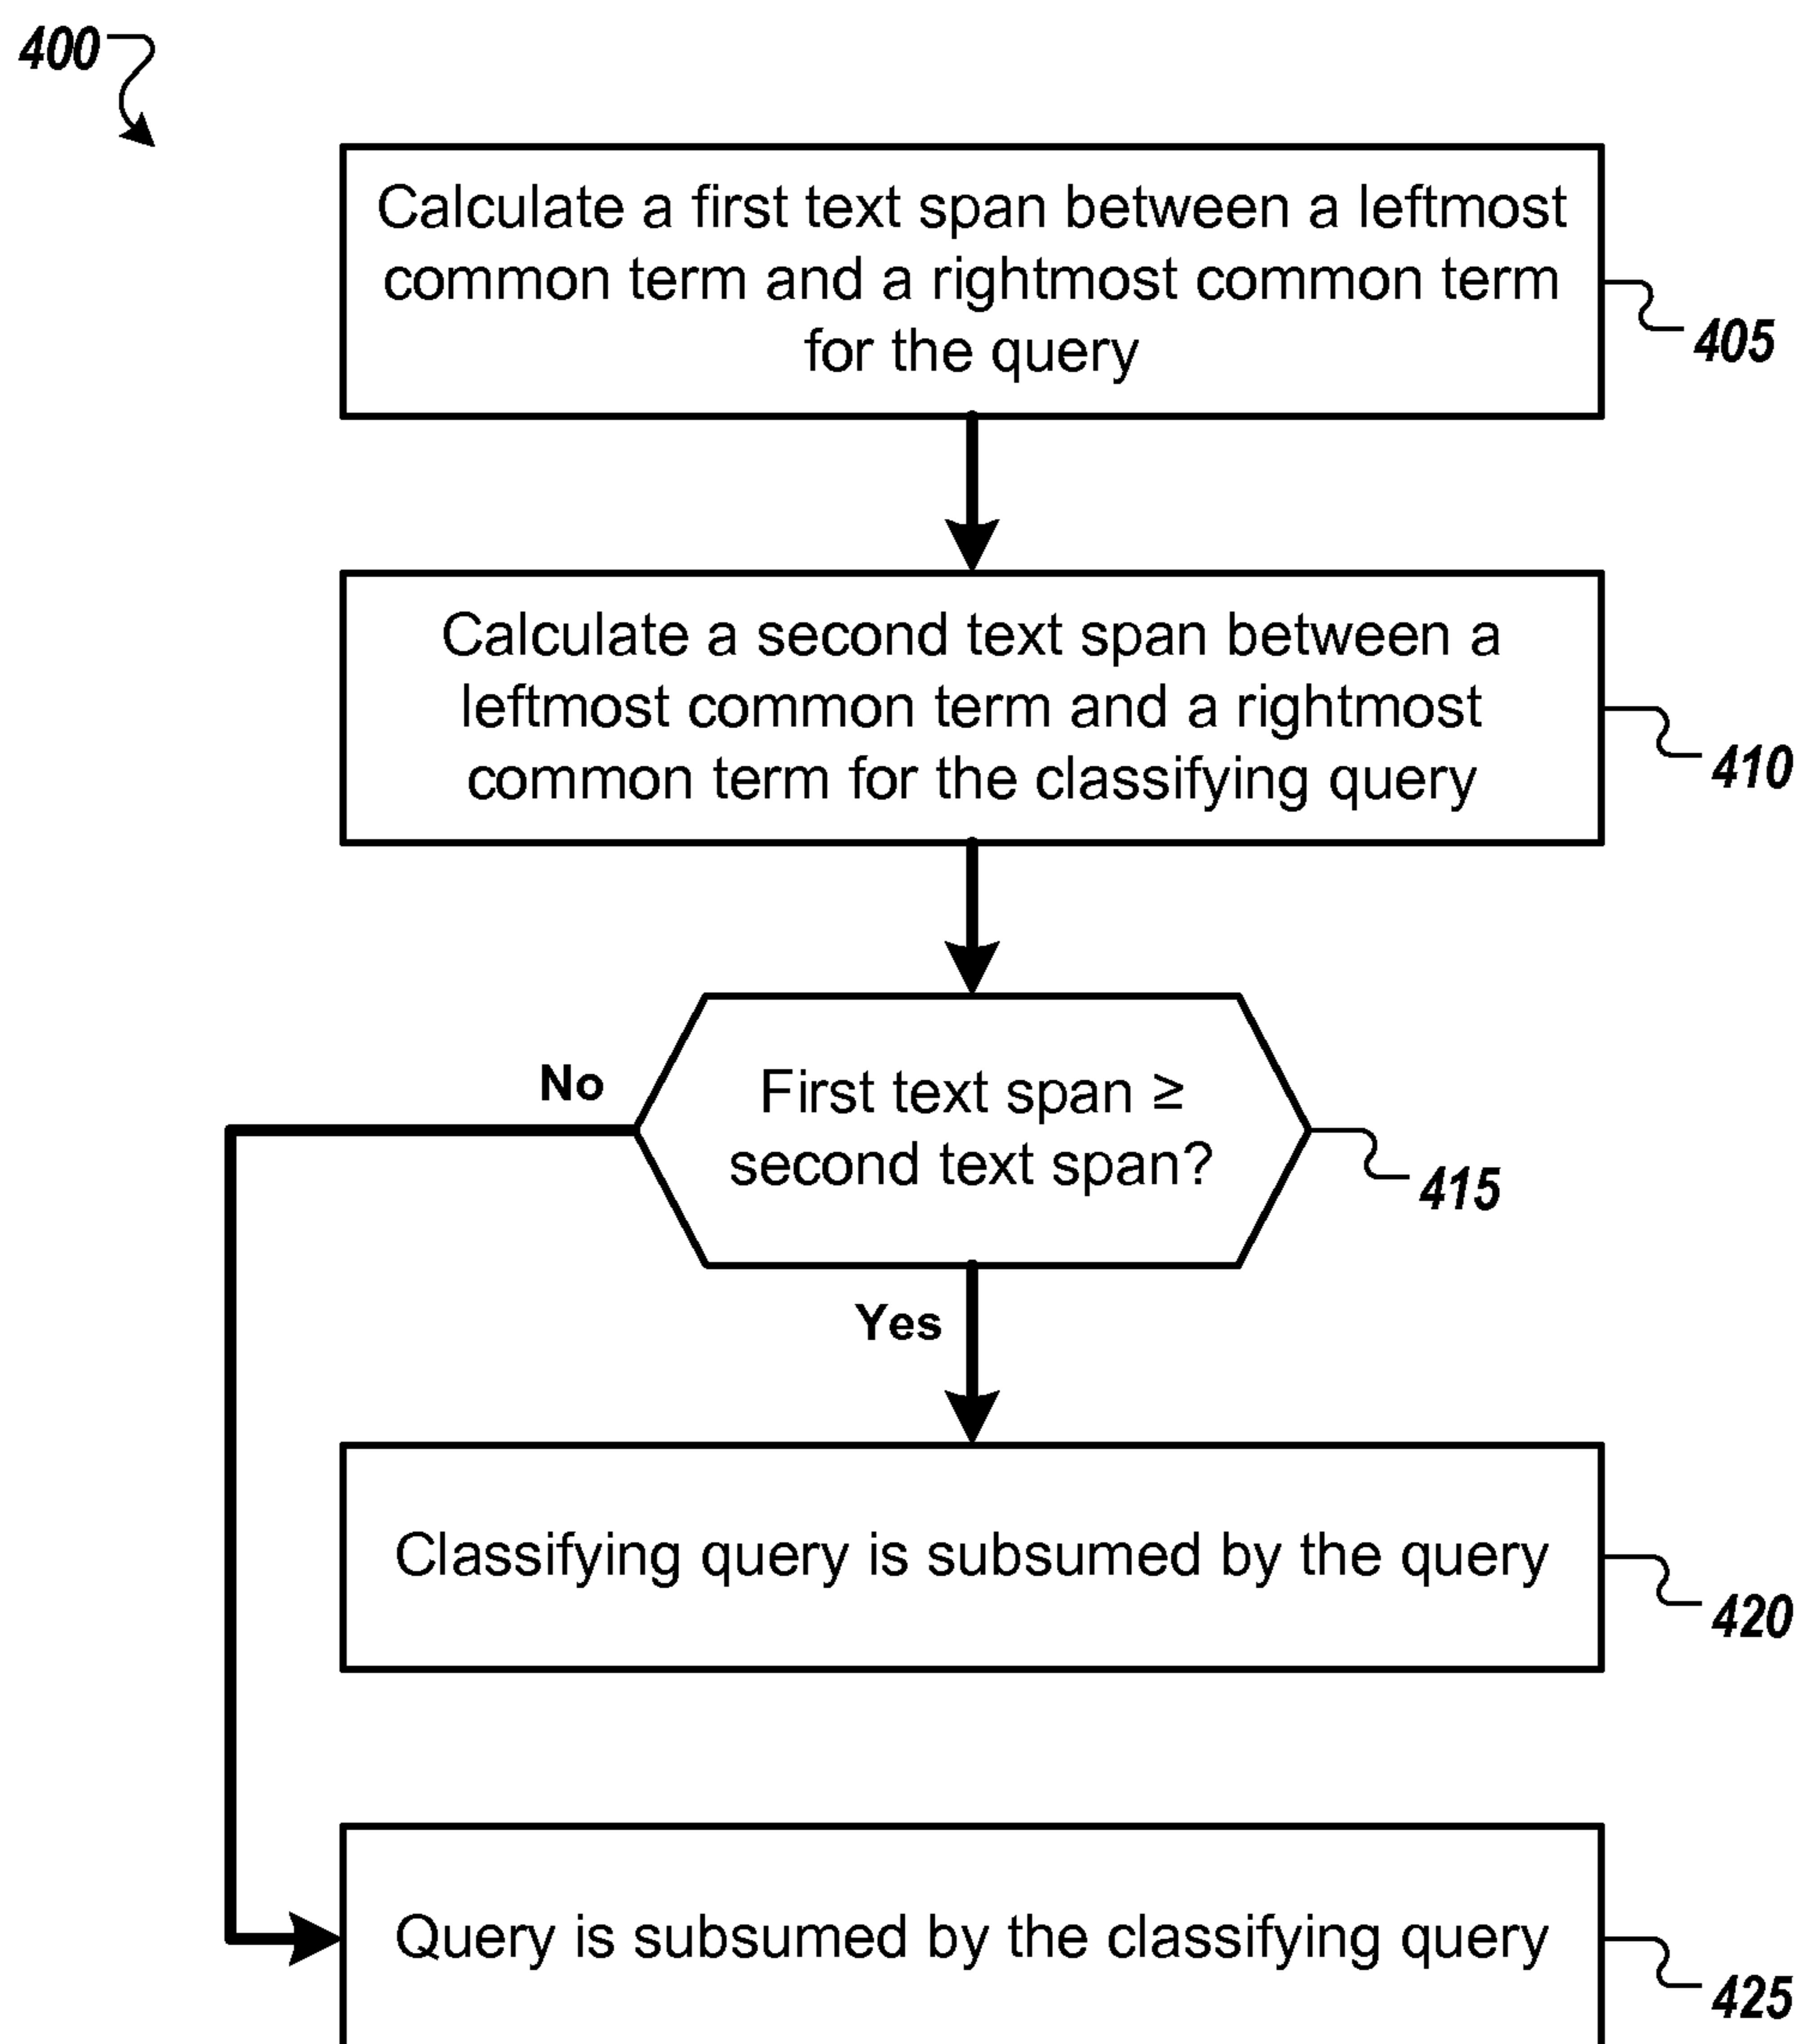 400
Calculate a first text span between a leftmost
common term and a rightmost common term
for the query
405
Calculate a second text span between a
leftmost common term and a rightmost
common term for the classifying query
410
No
First text span ≥
second text span?
415
Yes
Classifying query is subsumed by the query
420
Query is subsumed by the classifying query
425